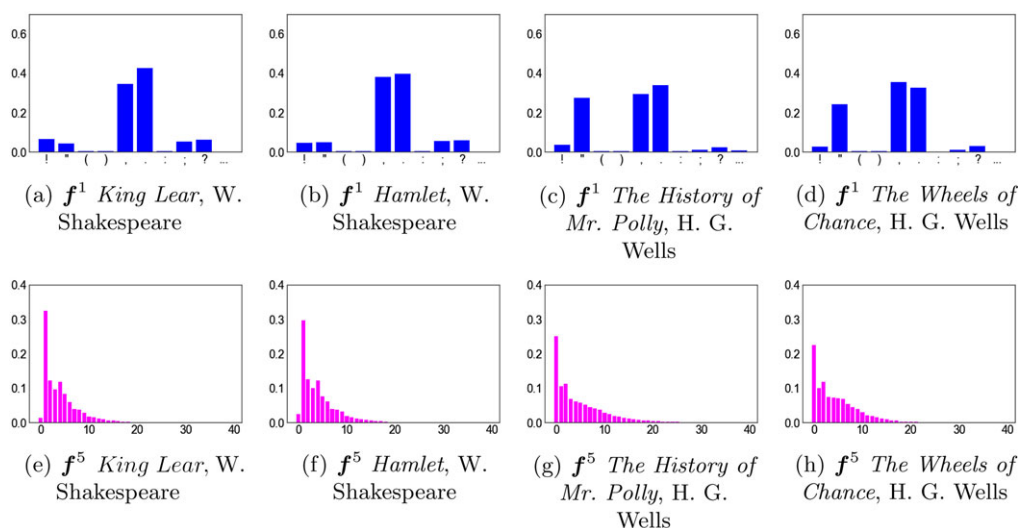 0.6
0.4
0.2
0.0
! " ( ) , . : ; ? ...
(a) f1 King Lear, W.
Shakespeare
0.6
0.4
0.2
0.0
! " ( ) , . : ; ? ...
(b) f1 Hamlet, W.
Shakespeare
0.6
0.4
0.2
0.0
! " ( ) , . : ; ? ...
(c) f1 The History of
Mr. Polly, H. G.
Wells
0.6
0.4
0.2
0.0
! " ( ) , . : ; ? ...
(d) f1 The Wheels of
Chance, H. G. Wells
0.4
0.3
0.2
0.1
0.0
0 10 20 30 40
(e) f5 King Lear, W.
Shakespeare
0.4
0.3
0.2
0.1
0.0
0 10 20 30 40
(f) f5 Hamlet, W.
Shakespeare
0.4
0.3
0.2
0.1
0.0
0 10 20 30 40
(g) f5 The History of
Mr. Polly, H. G.
Wells
0.4
0.3
0.2
0.1
0.0
0 10 20 30 40
(h) f5 The Wheels of
Chance, H. G. Wells